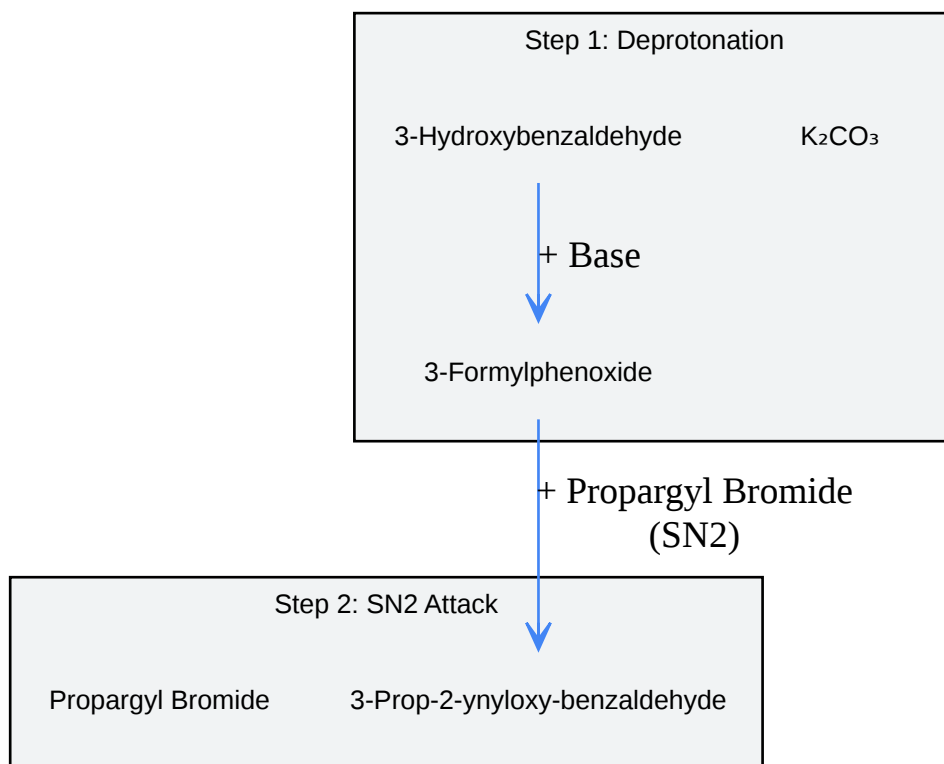 Step 1: Deprotonation
3-Hydroxybenzaldehyde K₂CO₃
+ Base
3-Formylphenoxide
+ Propargyl Bromide
(SN2)
Step 2: SN2 Attack
Propargyl Bromide 3-Prop-2-ynyloxy-benzaldehyde